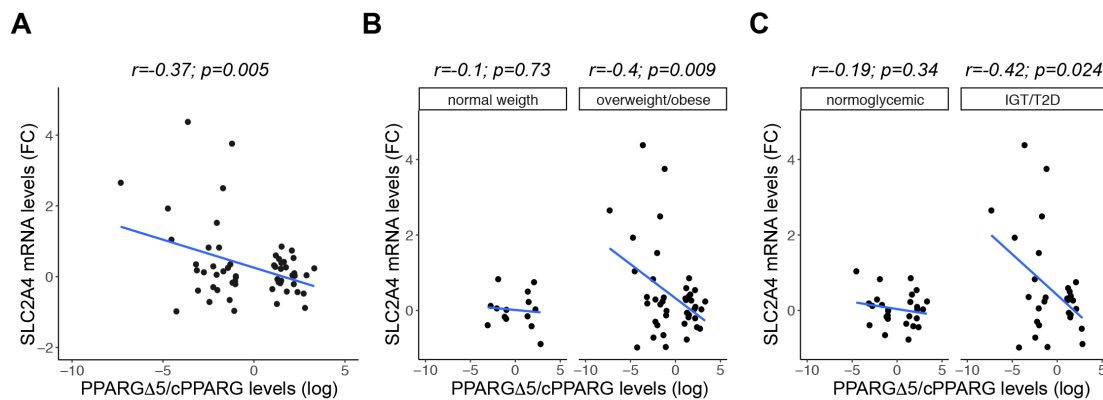 A
r=-0.37; p=0.005
SLC2A4 mRNA levels (FC)
4
2
0
−2
−10
−5
0
5
PPARGΔ5/cPPARG levels (log)
B
r=-0.1; p=0.73
r=-0.4; p=0.009
normal weigth
overweight/obese
SLC2A4 mRNA levels (FC)
4
2
0
−10
−5
0
5
−10
−5
0
5
PPARGΔ5/cPPARG levels (log)
C
r=-0.19; p=0.34
r=-0.42; p=0.024
normoglycemic
IGT/T2D
SLC2A4 mRNA levels (FC)
4
2
0
−10
−5
0
5
−10
−5
0
5
PPARGΔ5/cPPARG levels (log)